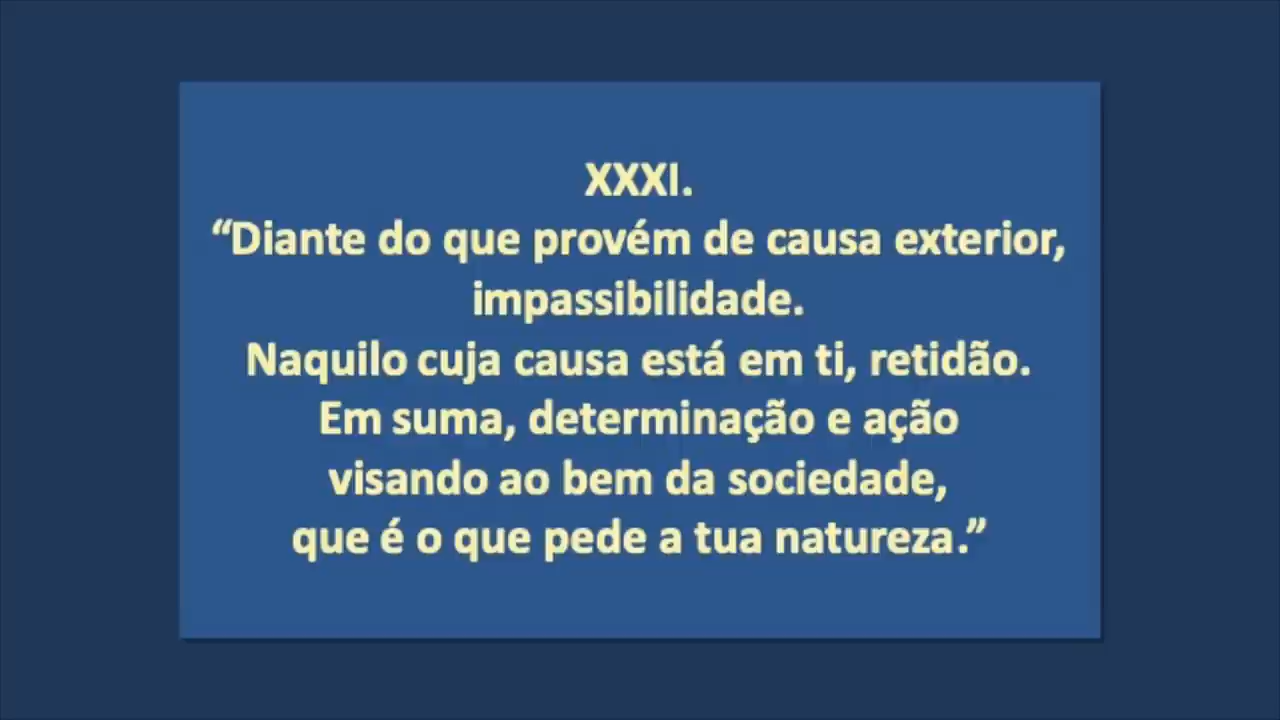 XXXI.
“Diante do que provém de causa exterior,
impassibilidade.
Naquilo cuja causa está em ti, retidão.
Em suma, determinação e ação
visando ao bem da sociedade,
que é o que pede a tua natureza.”